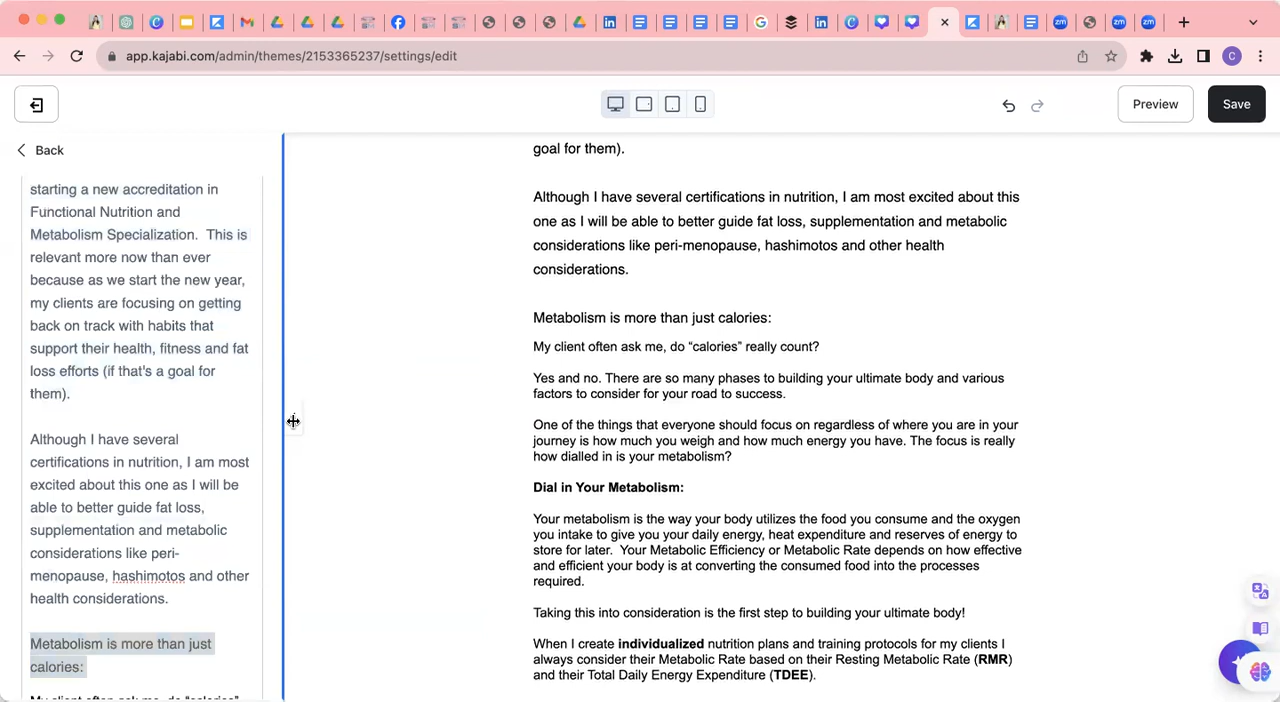 app.kajabi.com/admin/themes/2153365237/settings/edit
Preview
Save
Back
starting a new accreditation in
Functional Nutrition and
Metabolism Specialization.  This is
relevant more now than ever
because as we start the new year,
my clients are focusing on getting
back on track with habits that
support their health, fitness and fat
loss efforts (if that's a goal for
them).
Although I have several
certifications in nutrition, I am most
excited about this one as I will be
able to better guide fat loss,
supplementation and metabolic
considerations like peri-
menopause, hashimotos and other
health considerations.
Metabolism is more than just
calories:
My client often ask me, do "calories"
goal for them).
Although I have several certifications in nutrition, I am most excited about this
one as I will be able to better guide fat loss, supplementation and metabolic
considerations like peri-menopause, hashimotos and other health
considerations.
Metabolism is more than just calories:
My client often ask me, do “calories” really count?
Yes and no. There are so many phases to building your ultimate body and various
factors to consider for your road to success.
One of the things that everyone should focus on regardless of where you are in your
journey is how much you weigh and how much energy you have. The focus is really
how dialled in is your metabolism?
Dial in Your Metabolism:
Your metabolism is the way your body utilizes the food you consume and the oxygen
you intake to give you your daily energy, heat expenditure and reserves of energy to
store for later.  Your Metabolic Efficiency or Metabolic Rate depends on how effective
and efficient your body is at converting the consumed food into the processes
required.
Taking this into consideration is the first step to building your ultimate body!
When I create individualized nutrition plans and training protocols for my clients I
always consider their Metabolic Rate based on their Resting Metabolic Rate (RMR)
and their Total Daily Energy Expenditure (TDEE).